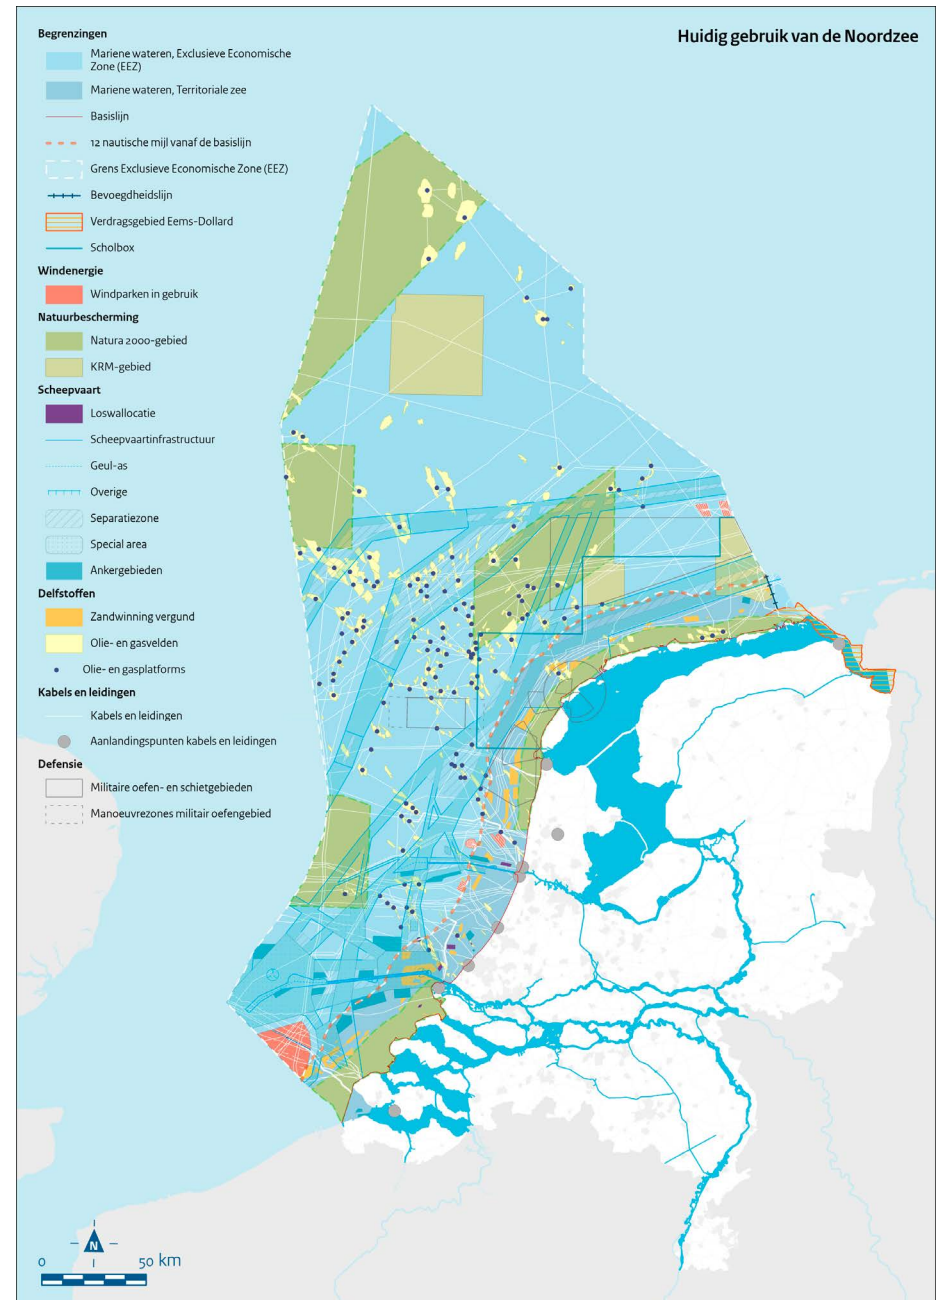 Huidig gebruik van de Noordzee
Begrenzingen
Mariene wateren, Exclusieve Economische
Zone (EEZ)
Mariene wateren, Territoriale zee
Basislijn
12 nautische mijl vanaf de basislijn
Grens Exclusieve Economische Zone (EEZ)
Bevoegdheidslijn
Verdragsgebied Eems-Dollard
Scholbox
Windenergie
Windparken in gebruik
Natuurbescherming
Natura 2000-gebied
KRM-gebied
Scheepvaart
Loswallocatie
Scheepvaartinfrastructuur
Geul-as
Overige
Separatiezone
Special area
Ankergebieden
Delfstoffen
Zandwinning vergund
Olie- en gasvelden
Olie- en gasplatforms
Kabels en leidingen
Kabels en leidingen
Aanlandingspunten kabels en leidingen
Defensie
Militaire oefen- en schietgebieden
Manoeuvrezones militair oefengebied
N
0 50 km